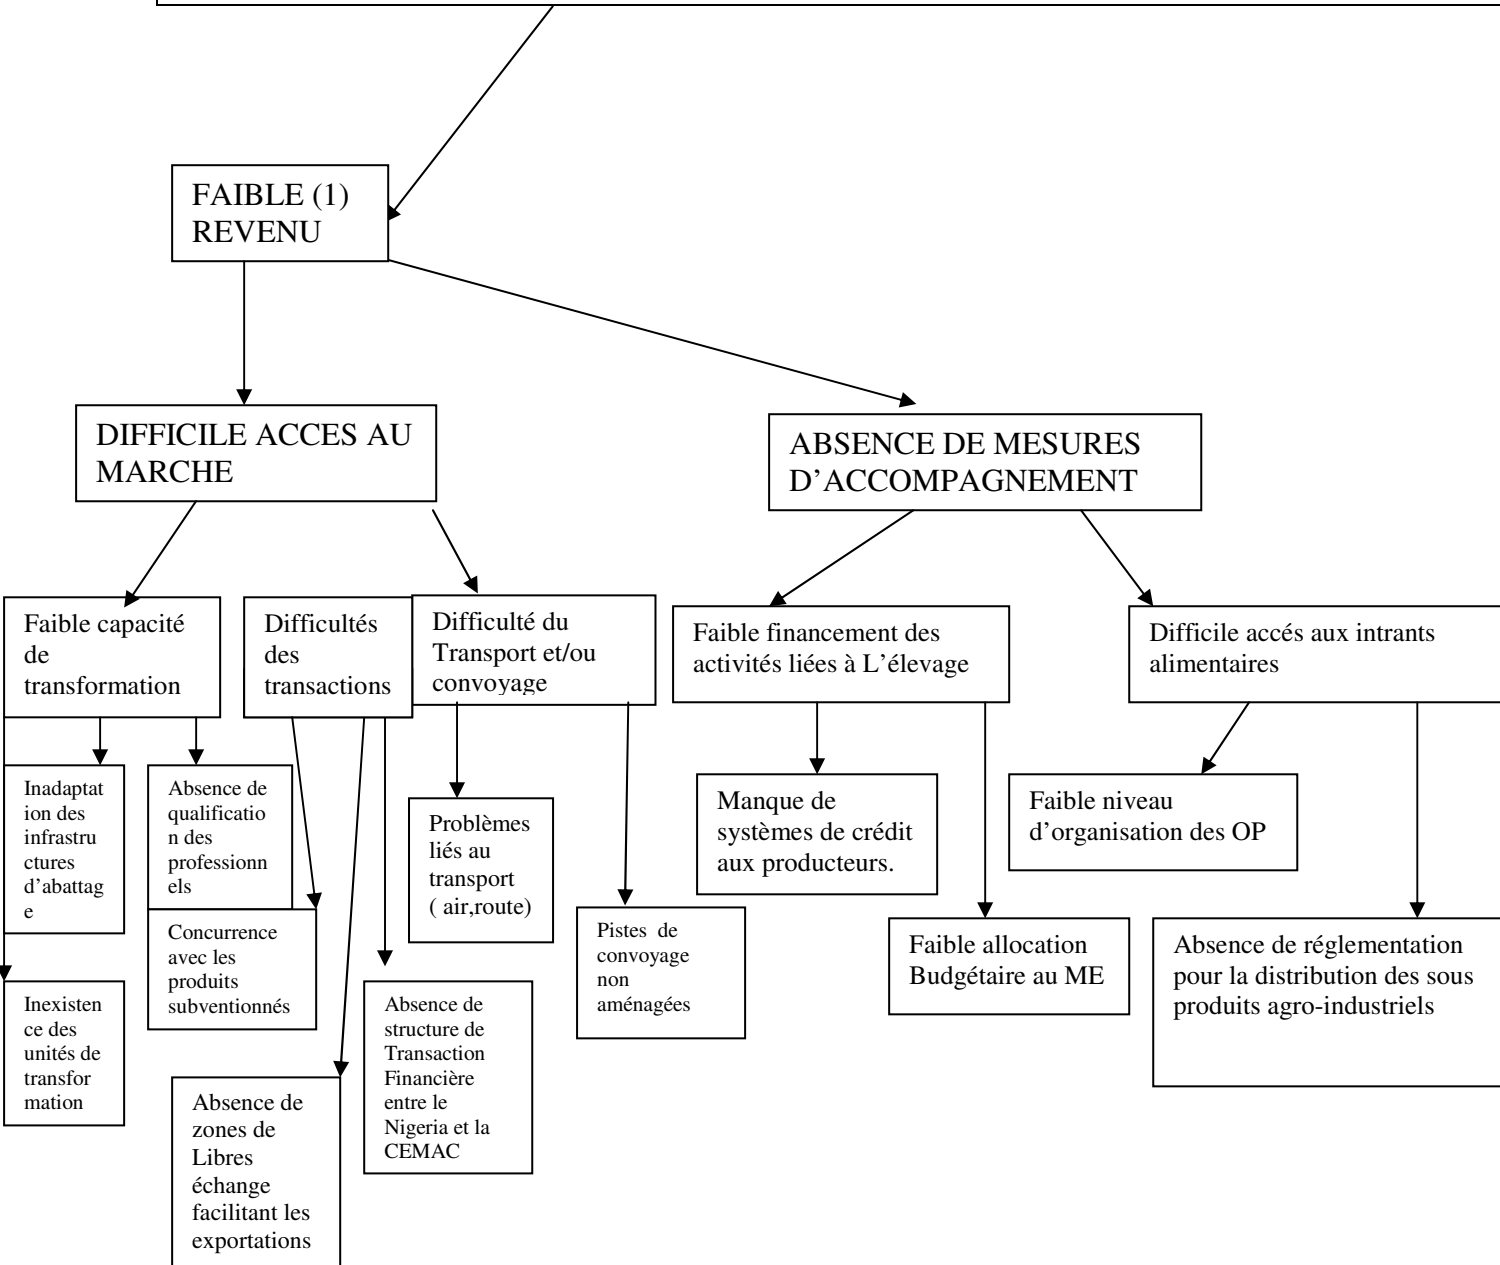 FAIBLE (1)
REVENU
DIFFICILE ACCES AU
MARCHE
ABSENCE DE MESURES
D’ACCOMPAGNEMENT
Faible capacité
de
transformation
Difficultés
des
transactions
Difficulté du
Transport et/ou
convoyage
Faible financement des
activités liées à L’élevage
Difficile accés aux intrants
alimentaires
Inadaptat
ion des
infrastru
ctures
d’abattag
e
Absence de
qualificatio
n des
professionn
els
Problèmes
liés au
transport
( air,route)
Manque de
systèmes de crédit
aux producteurs.
Faible niveau
d’organisation des OP
Concurrence
avec les
produits
subventionnés
Pistes de
convoyage
non
aménagées
Faible allocation
Budgétaire au ME
Absence de réglementation
pour la distribution des sous
produits agro-industriels
Inexisten
ce des
unités de
transfor
mation
Absence de
structure de
Transaction
Financière
entre le
Nigeria et la
CEMAC
Absence de
zones de
Libres
échange
facilitant les
exportations